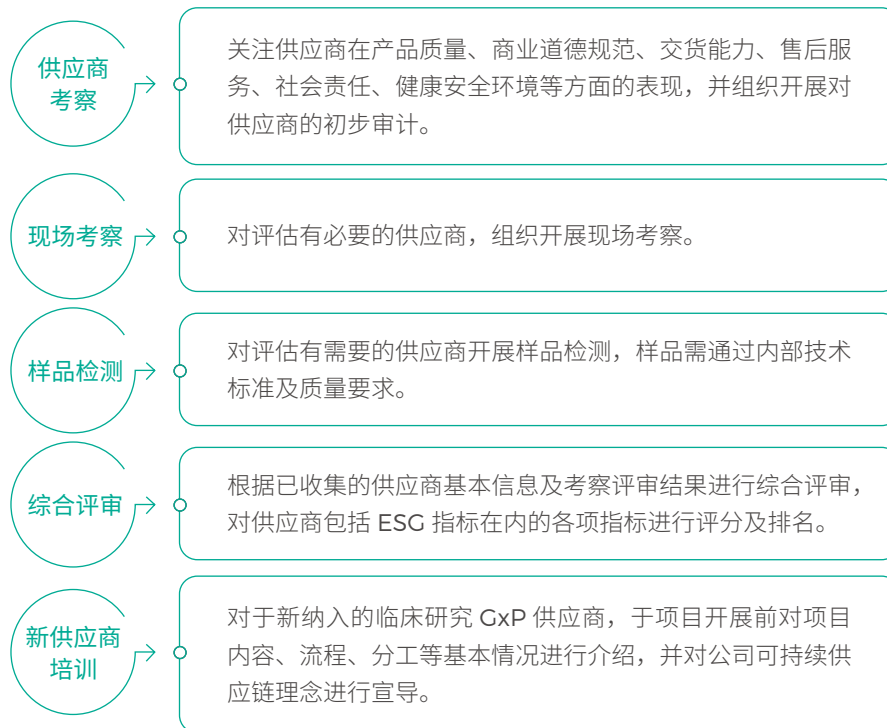 供应商
考察
关注供应商在产品质量、商业道德规范、交货能力、售后服
务、社会责任、健康安全环境等方面的表现，并组织开展对
供应商的初步审计。
现场考察
对评估有必要的供应商，组织开展现场考察。
样品检测
对评估有需要的供应商开展样品检测，样品需通过内部技术
标准及质量要求。
综合评审
根据已收集的供应商基本信息及考察评审结果进行综合评审，
对供应商包括 ESG 指标在内的各项指标进行评分及排名。
新供应商
培训
对于新纳入的临床研究 GxP 供应商，于项目开展前对项目
内容、流程、分工等基本情况进行介绍，并对公司可持续供
应链理念进行宣导。